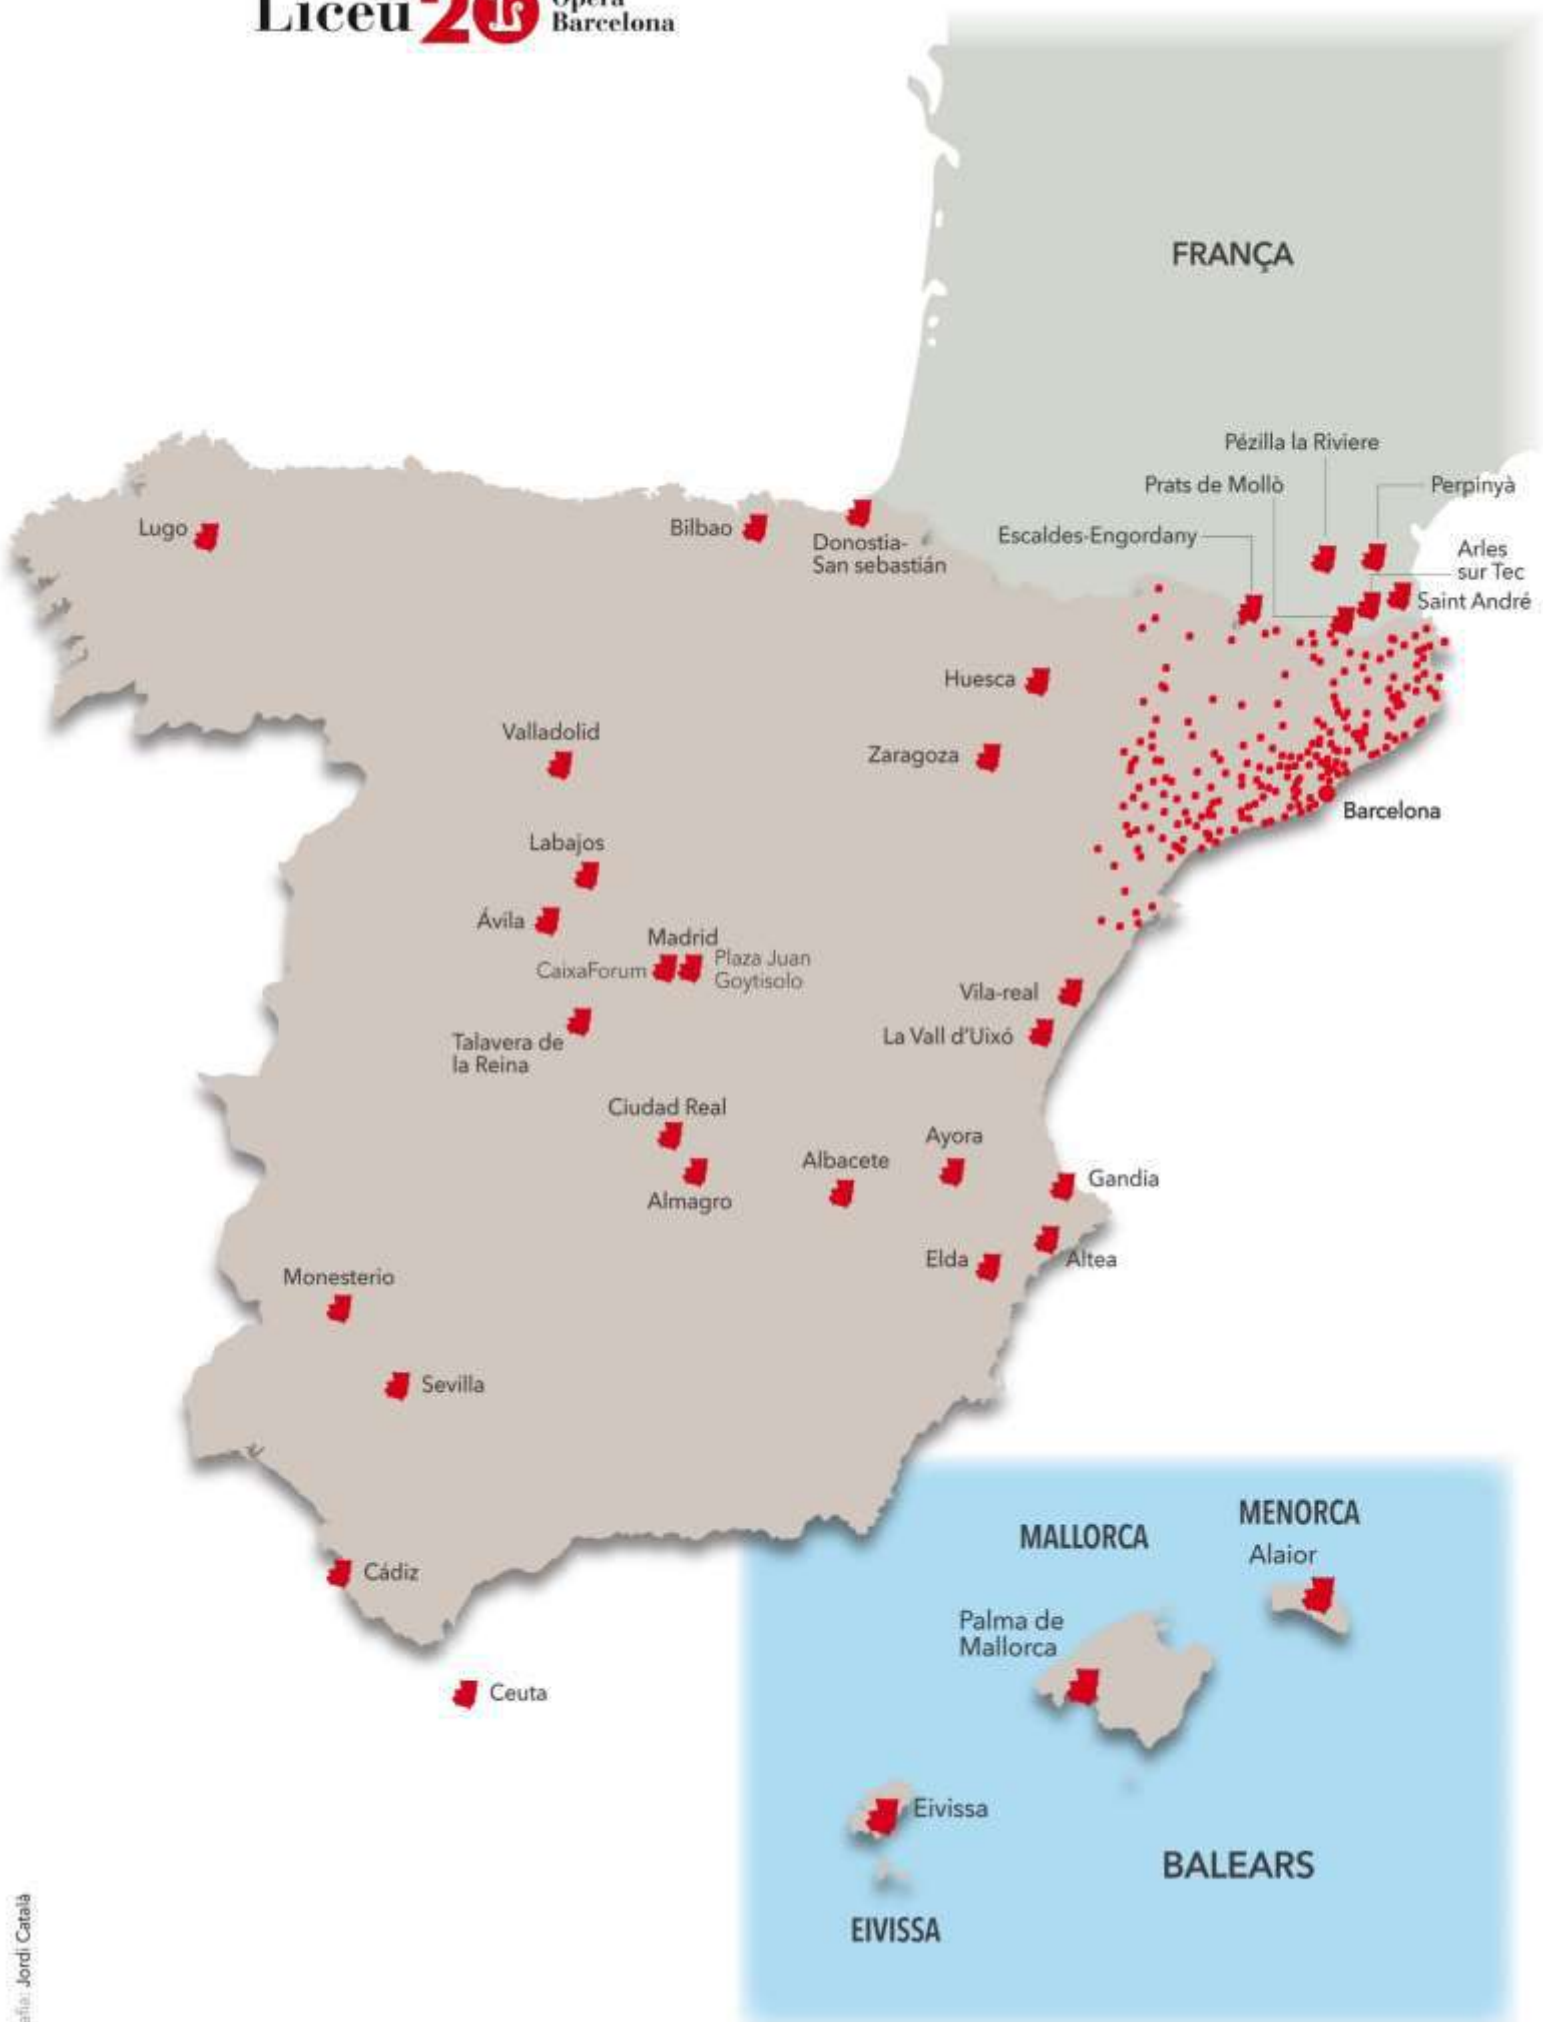 Liceu
Òpera
Barcelona
FRANÇA
Pézilla la Riviere
Prats de Mollò
Perpinyà
Escaldes-Engordany
Arles
sur Tec
Saint André
Lugo
Bilbao
Donostia-
San sebastián
Huesca
Valladolid
Zaragoza
Barcelona
Labajos
Ávila
Madrid
CaixaForum
Plaza Juan
Goytisolo
Vila-real
La Vall d'Uixó
Talavera de
la Reina
Ciudad Real
Ayora
Albacete
Gandia
Almagro
Elda
Altea
Monesterio
Sevilla
MENORCA
MALLORCA
Alaior
Cádiz
Palma de
Mallorca
Ceuta
Eivissa
BALEARS
EIVISSA
Jordi Català